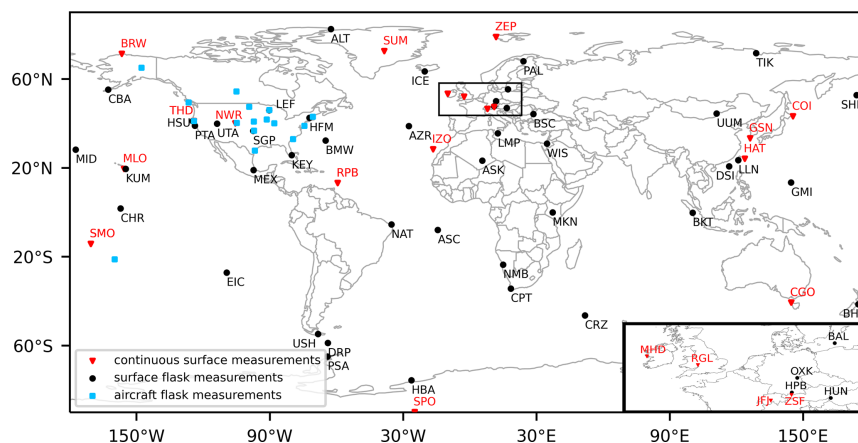 ALT
BRW
SUM
ZEP
ICE
PAL
TIK
60°N
CBA
SHI
THD
NWR
LEF
HSU
PTA
UTA
SGP
HFM
AZR
BSC
UUM
COI
GSN
MID
MLO
KUM
MEX
KEY
BMW
IZO
LMP
WIS
HAT
20°N
RPB
ASK
DSI
LLN
GMI
CHR
SMO
NAT
ASC
MKN
BKT
20°S
EIC
NMB
CPT
CGO
BH
CRZ
USH
DRP
PSA
60°S
HBA
SPO
continuous surface measurements
surface flask measurements
aircraft flask measurements
MHD
RGL
BAL
OXK
HPB
HUN
JFJ
ZSF
150°W
90°W
30°W
30°E
90°E
150°E